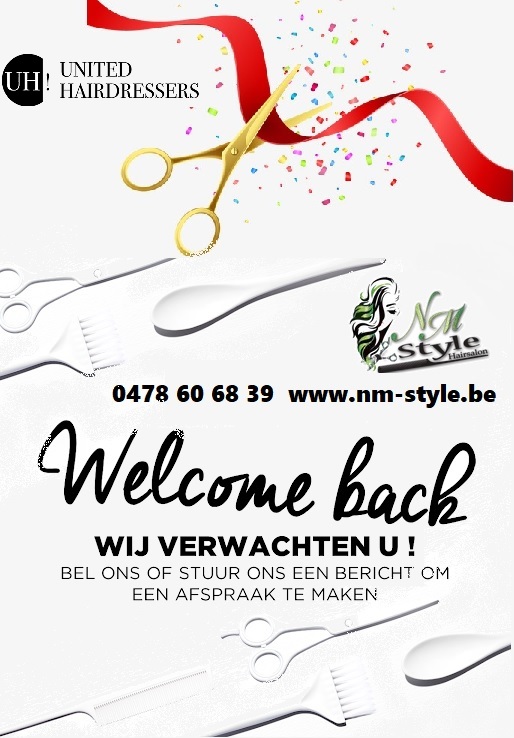 UH! UNITED
HAIRDRESSERS
NM
Style
Hairsalon
0478 60 68 39 www.nm-style.be
Welcome back
WIJ VERWACHTEN U !
BEL ONS OF STUUR ONS EEN BERICHT OM
EEN AFSPRAAK TE MAKEN